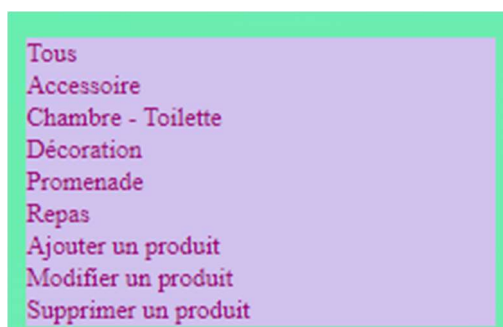 Tous
Accessoire
Chambre - Toilette
Décoration
Promenade
Repas
Ajouter un produit
Modifier un produit
Supprimer un produit